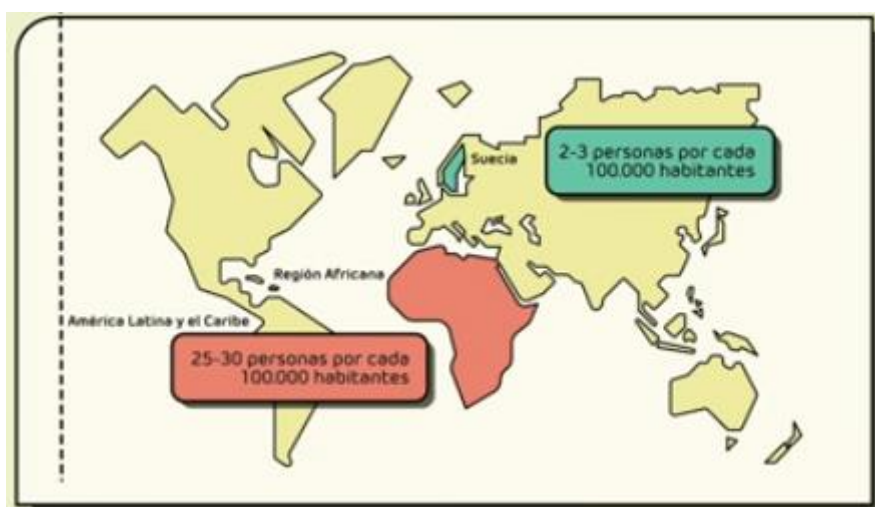 Suecia
2-3 personas por cada
100.000 habitantes
Región Africana
América Latina y el Caribe
25-30 personas por cada
100.000 habitantes